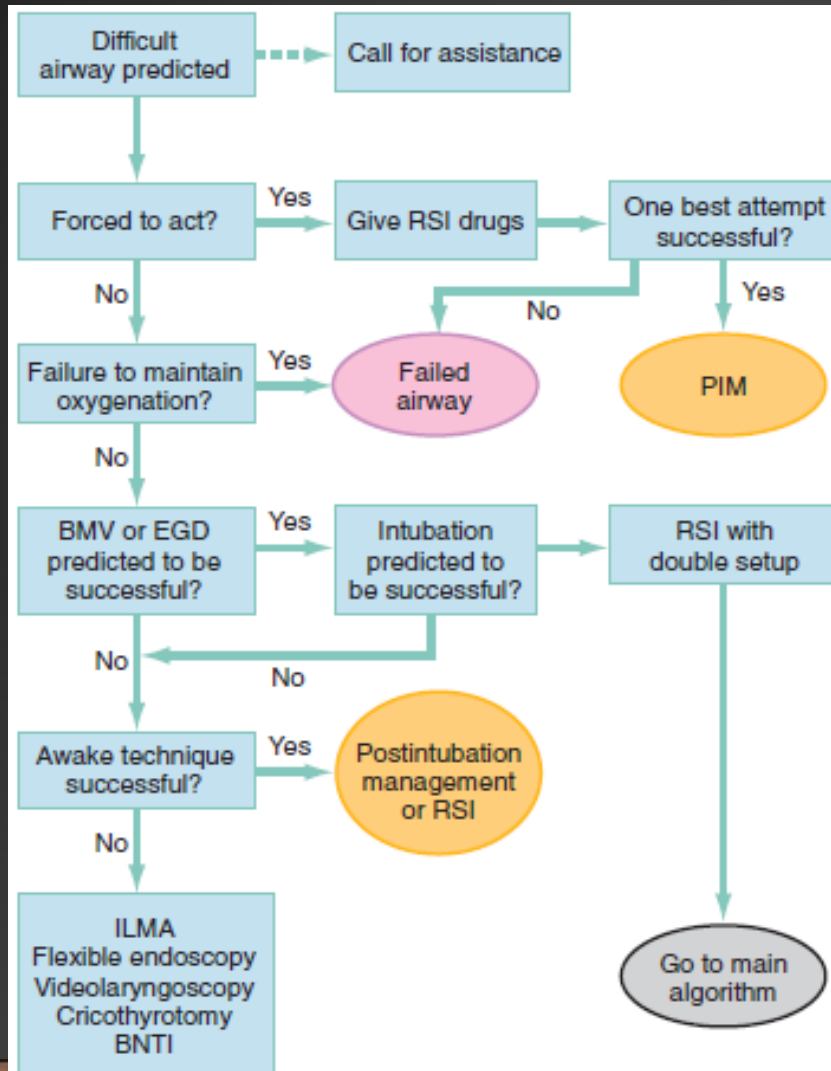 Difficult
airway predicted
Call for assistance
Forced to act?
Yes
Give RSI drugs
One best attempt
successful?
No
No
Yes
Failure to maintain
oxygenation?
Yes
Failed
airway
PIM
No
BMV or EGD
predicted to be
successful?
Yes
Intubation
predicted to
be successful?
RSI with
double setup
No
No
Awake technique
successful?
Yes
Postintubation
management
or RSI
No
ILMA
Flexible endoscopy
Videolaryngoscopy
Cricothyrotomy
BNTI
Go to main
algorithm